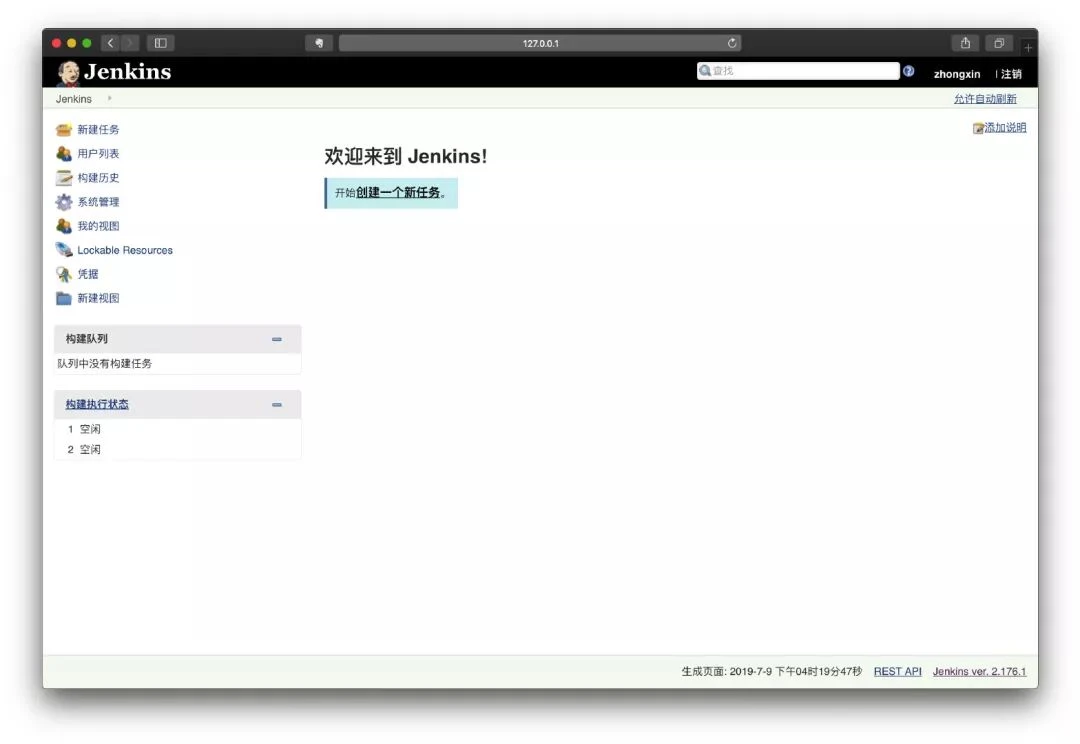 127.0.0.1
Jenkins
查找
zhongxin
注销
Jenkins
允许自动刷新
添加说明
新建任务
用户列表
构建历史
系统管理
我的视图
Lockable Resources
凭据
新建视图
欢迎来到 Jenkins!
开始创建一个新任务。
构建队列
队列中没有构建任务
构建执行状态
1 空闲
2 空闲
生成页面: 2019-7-9 下午04时19分47秒 REST API Jenkins ver. 2.176.1